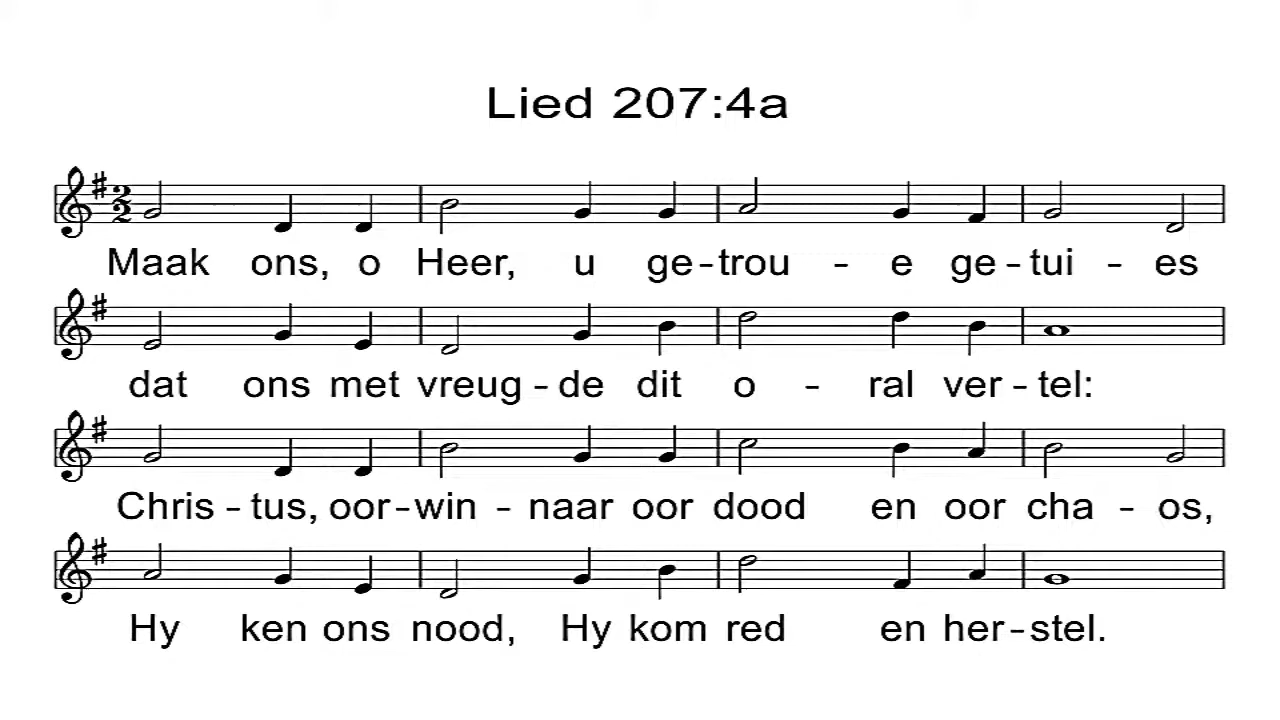 Lied 207:4a
2
2
Maak ons, o Heer, u ge-trou - e ge-tui - es
dat ons met vreug-de dit o - ral ver-tel:
Chris-tus, oor-win - naar oor dood en oor cha - os,
Hy ken ons nood, Hy kom red en her-stel.